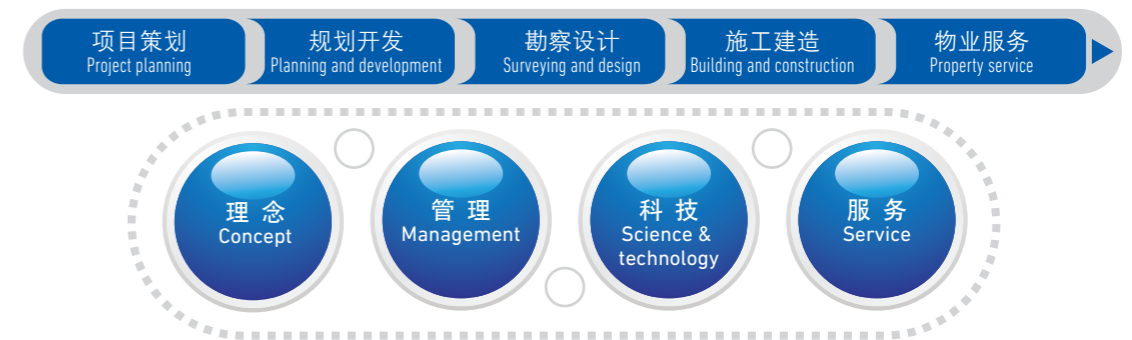 项目策划
Project planning
规划开发
Planning and development
勘察设计
Surveying and design
施工建造
Building and construction
物业服务
Property service
理念
Concept
管理
Management
科技
Science &
technology
服务
Service